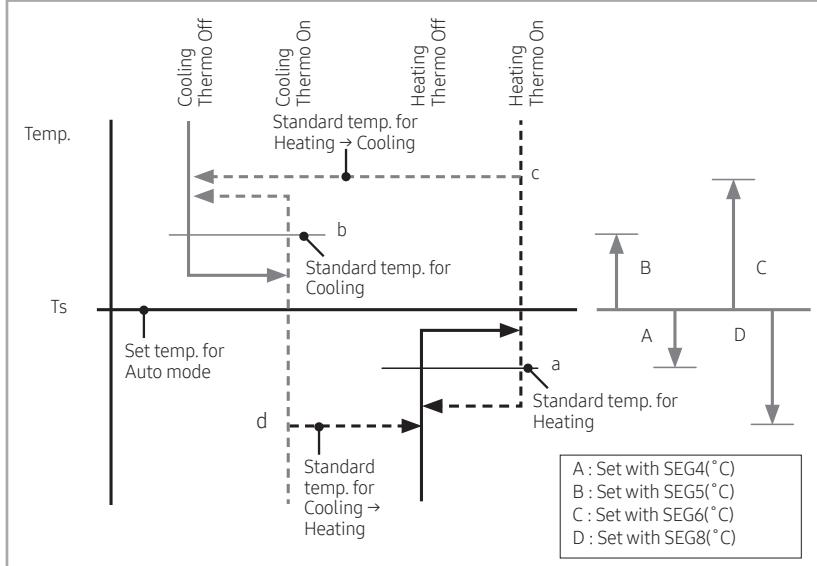 Cooling
Thermo Off
Cooling
Thermo On
Heating
Thermo Off
Heating
Thermo On
Temp.
Standard temp. for
Heating → Cooling
c
b
Standard temp. for
Cooling
B
C
Ts
A
D
Set temp. for
Auto mode
a
Standard temp. for
Heating
d
Standard
temp. for
Cooling →
Heating
A : Set with SEG4(˚C)
B : Set with SEG5(˚C)
C : Set with SEG6(˚C)
D : Set with SEG8(˚C)